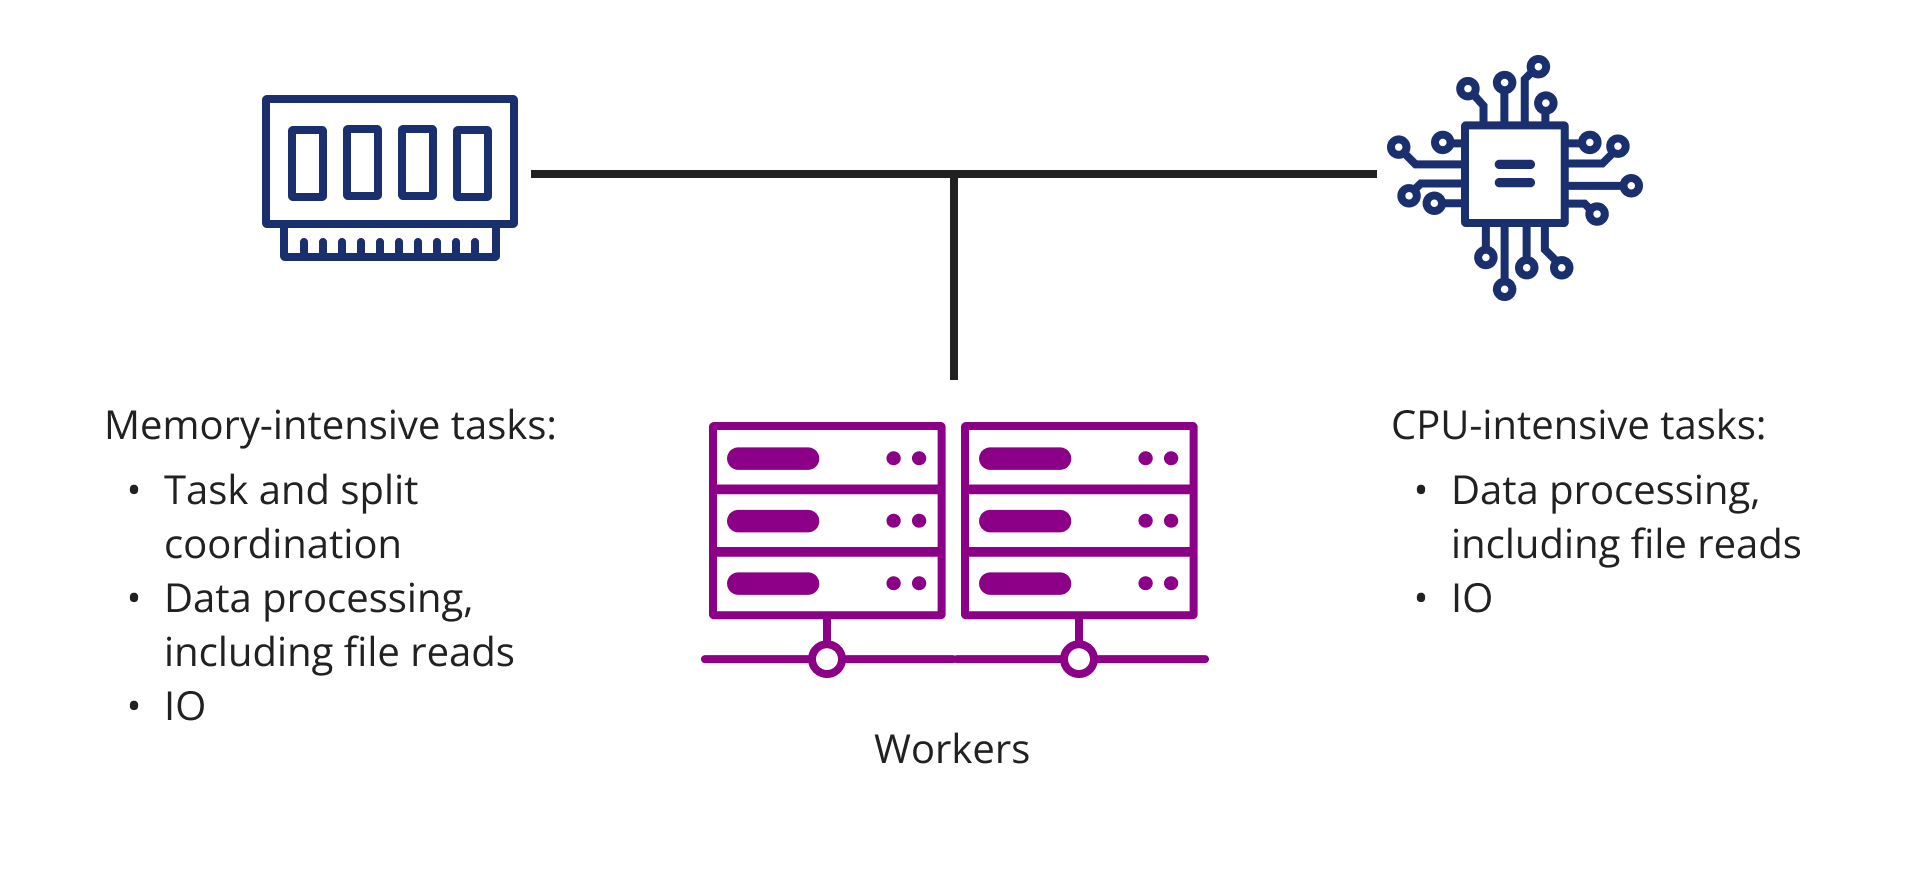 Memory-intensive tasks:
• Task and split
coordination
• Data processing,
including file reads
• IO
Workers
CPU-intensive tasks:
• Data processing,
including file reads
• IO